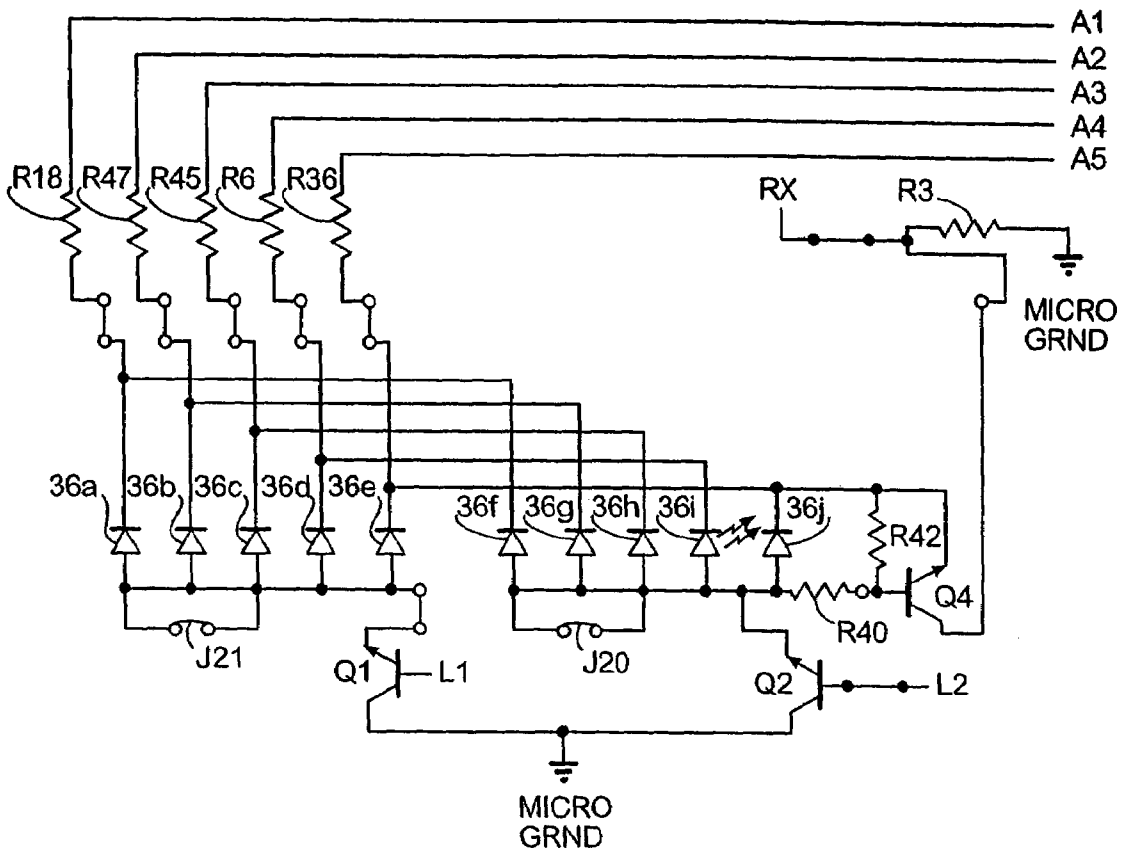 A1
A2
A3
A4
A5
R18 R47 R45 R6 R36
RX R3
MICRO
GRND
36a 36b 36c 36d 36e 36f 36g 36h 36i 36j
R42
Q4
R40
J21 J20
Q1 L1 Q2 L2
MICRO
GRND